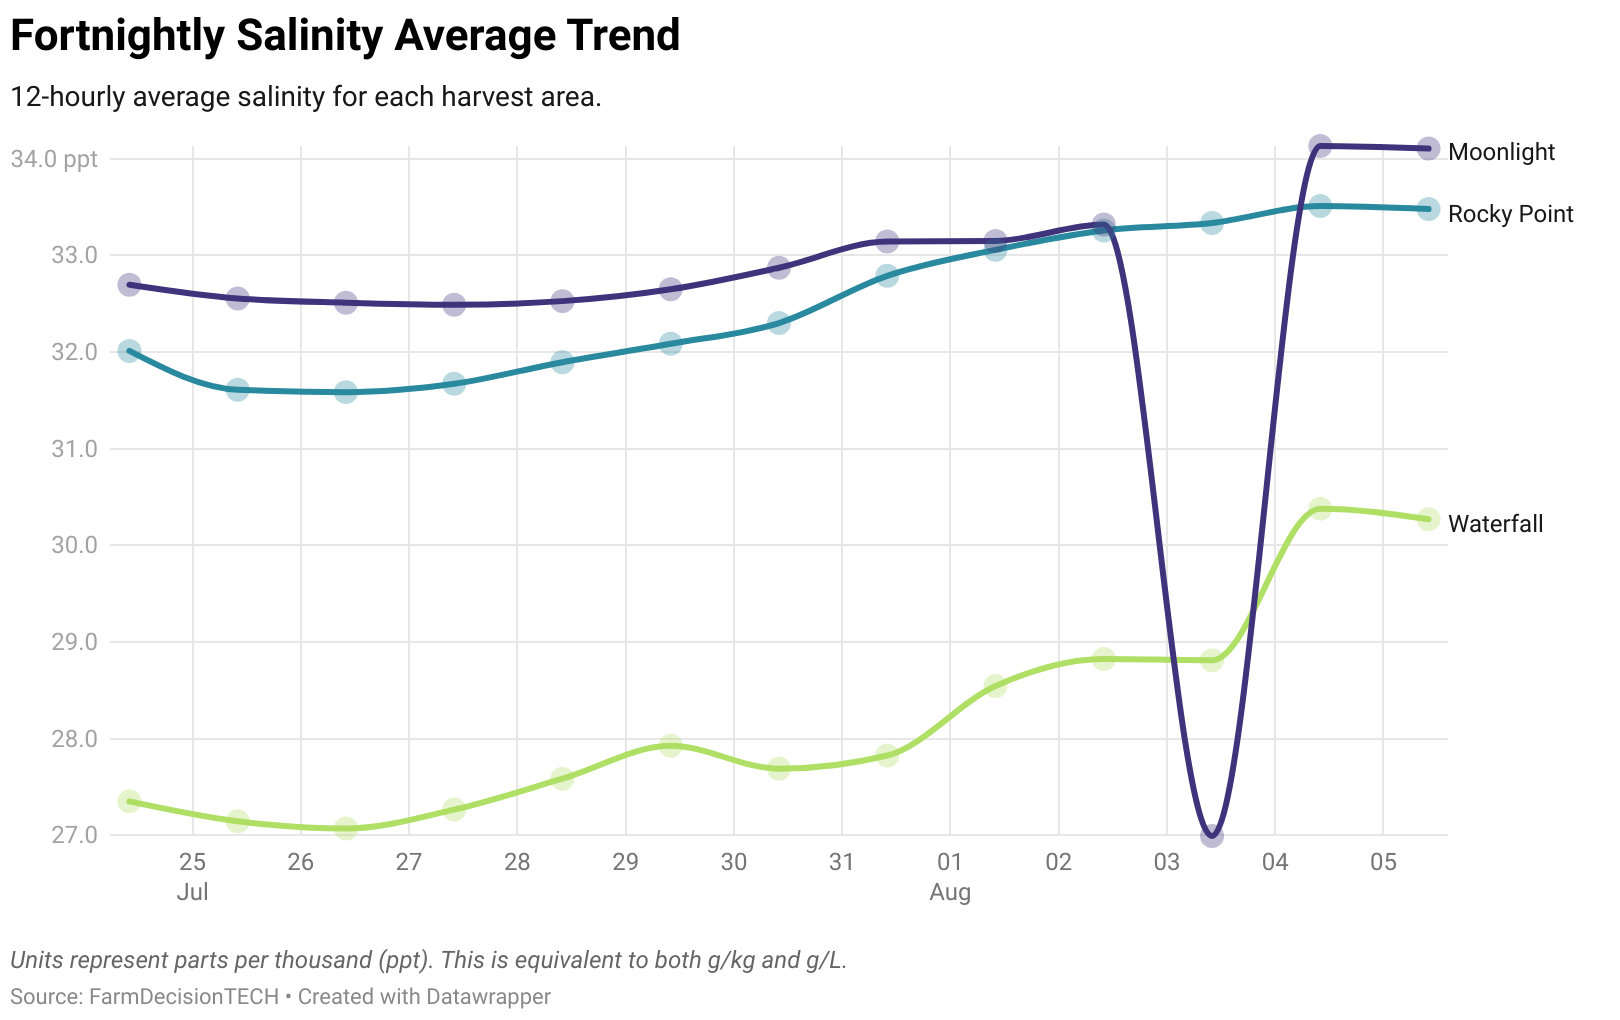 Fortnightly Salinity Average Trend
12-hourly average salinity for each harvest area.
34.0 ppt
33.0
32.0
31.0
30.0
29.0
28.0
27.0
Moonlight
Rocky Point
Waterfall
25 26 27 28 29 30 31 01 02 03 04 05
Jul Aug
Units represent parts per thousand (ppt). This is equivalent to both g/kg and g/L.
Source: FarmDecisionTECH • Created with Datawrapper